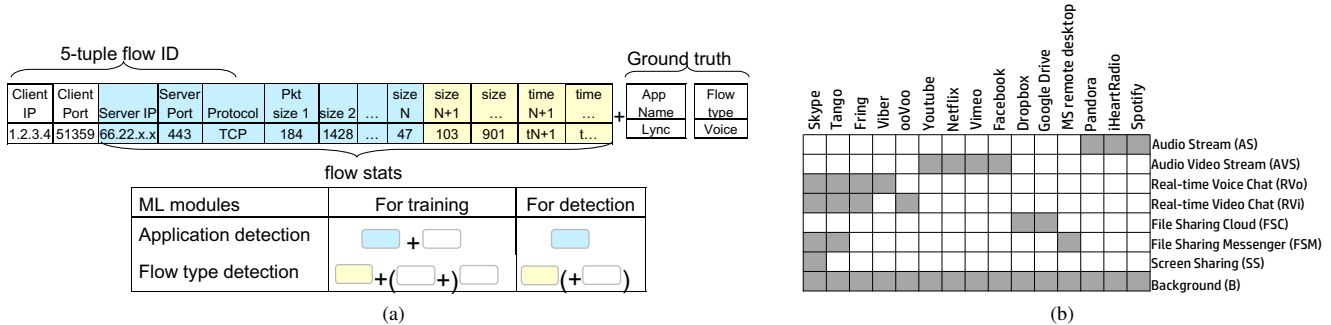 5-tuple flow ID
Ground truth
Client IP Client Port Server IP Server Port Protocol Pkt size 1 size 2 ... size N size N+1 size ... time N+1 time ... + App Name Flow type
1.2.3.4 51359 66.22.x.x 443 TCP 184 1428 ... 47 103 901 tN+1 t... Lync Voice
flow stats
ML modules For training For detection
Application detection +
Flow type detection +( +) (+ )
(a)
Skype
Tango
Fring
Viber
ooVoo
Youtube
Netflix
Vimeo
Facebook
Dropbox
Google Drive
MS remote desktop
Pandora
iHeartRadio
Spotify
Audio Stream (AS)
Audio Video Stream (AVS)
Real-time Voice Chat (RVo)
Real-time Video Chat (RVi)
File Sharing Cloud (FSC)
File Sharing Messenger (FSM)
Screen Sharing (SS)
Background (B)
(b)